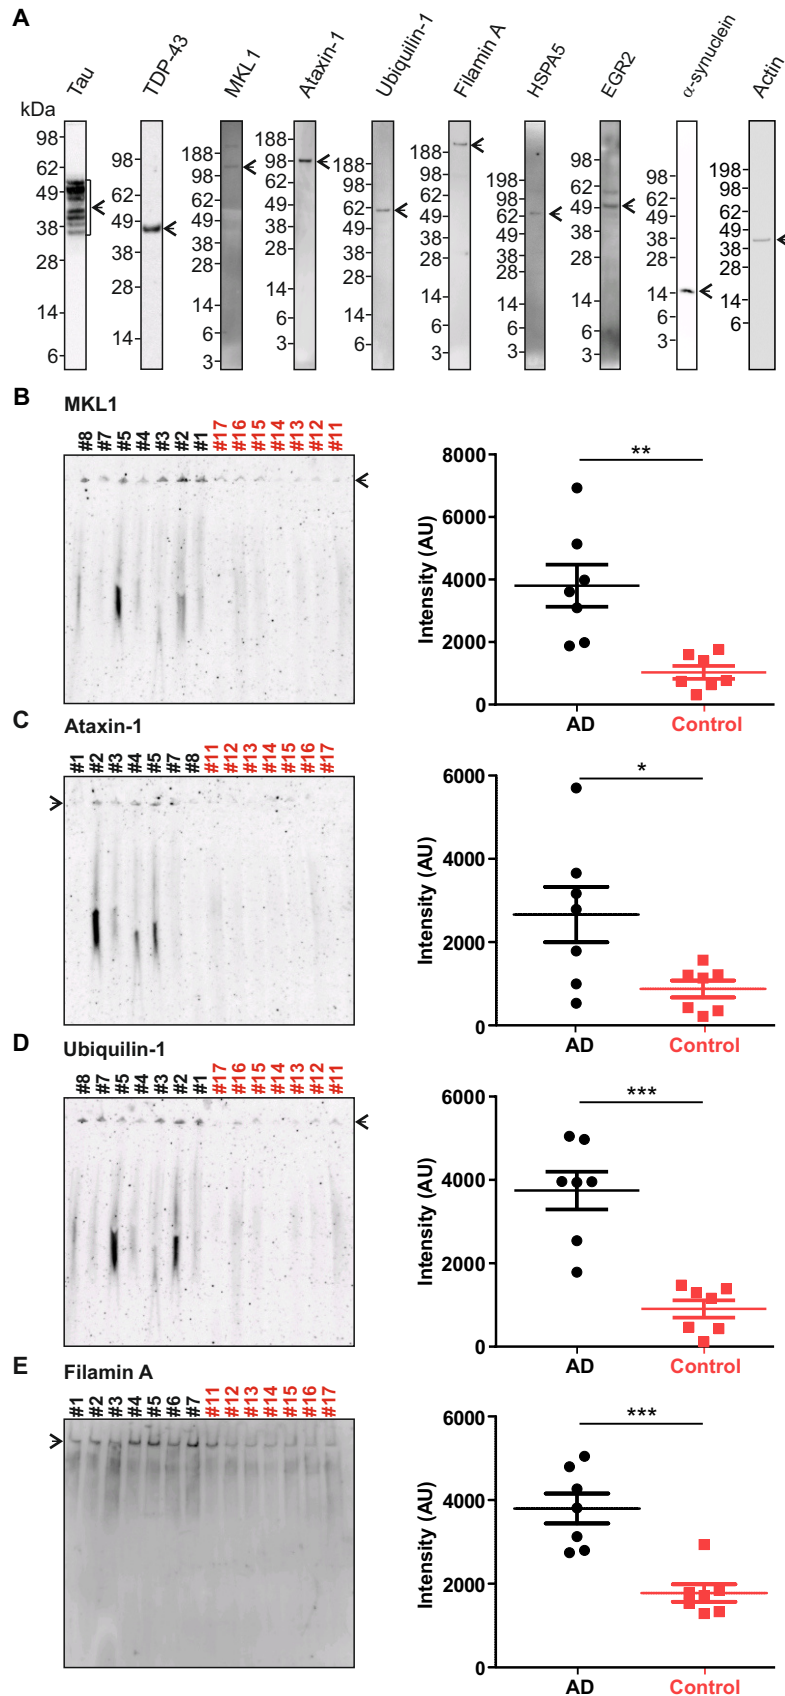 A
Tau TDP-43 MKL1 Ataxin-1 Ubiquilin-1 Filamin A HSPA5 EGR2 α-synuclein Actin
kDa
98 62 49 38 28 14 6
98 62 49 38 28 14
188 98 62 49 38 28 14 6 3
188 98 62 49 38 28 14 6 3
188 98 62 49 38 28 14 6 3
188 98 62 49 38 28 14 6 3
198 98 62 49 38 28 14 6 3
98 62 49 38 28 14 6 3
98 62 49 38 28 14 6 3
198 98 62 49 38 28 14 6
B
MKL1
#8 #7 #5 #4 #3 #2 #1 #17 #16 #15 #14 #13 #12 #11
Intensity (AU)
8000
6000
4000
2000
0
**
AD Control
C
Ataxin-1
#1 #2 #3 #4 #5 #7 #8 #11 #12 #13 #14 #15 #16 #17
Intensity (AU)
6000
4000
2000
0
*
AD Control
D
Ubiquilin-1
#8 #7 #5 #4 #3 #2 #1 #17 #16 #15 #14 #13 #12 #11
Intensity (AU)
6000
4000
2000
0
***
AD Control
E
Filamin A
#1 #2 #3 #4 #5 #6 #7 #11 #12 #13 #14 #15 #16 #17
Intensity (AU)
6000
4000
2000
0
***
AD Control